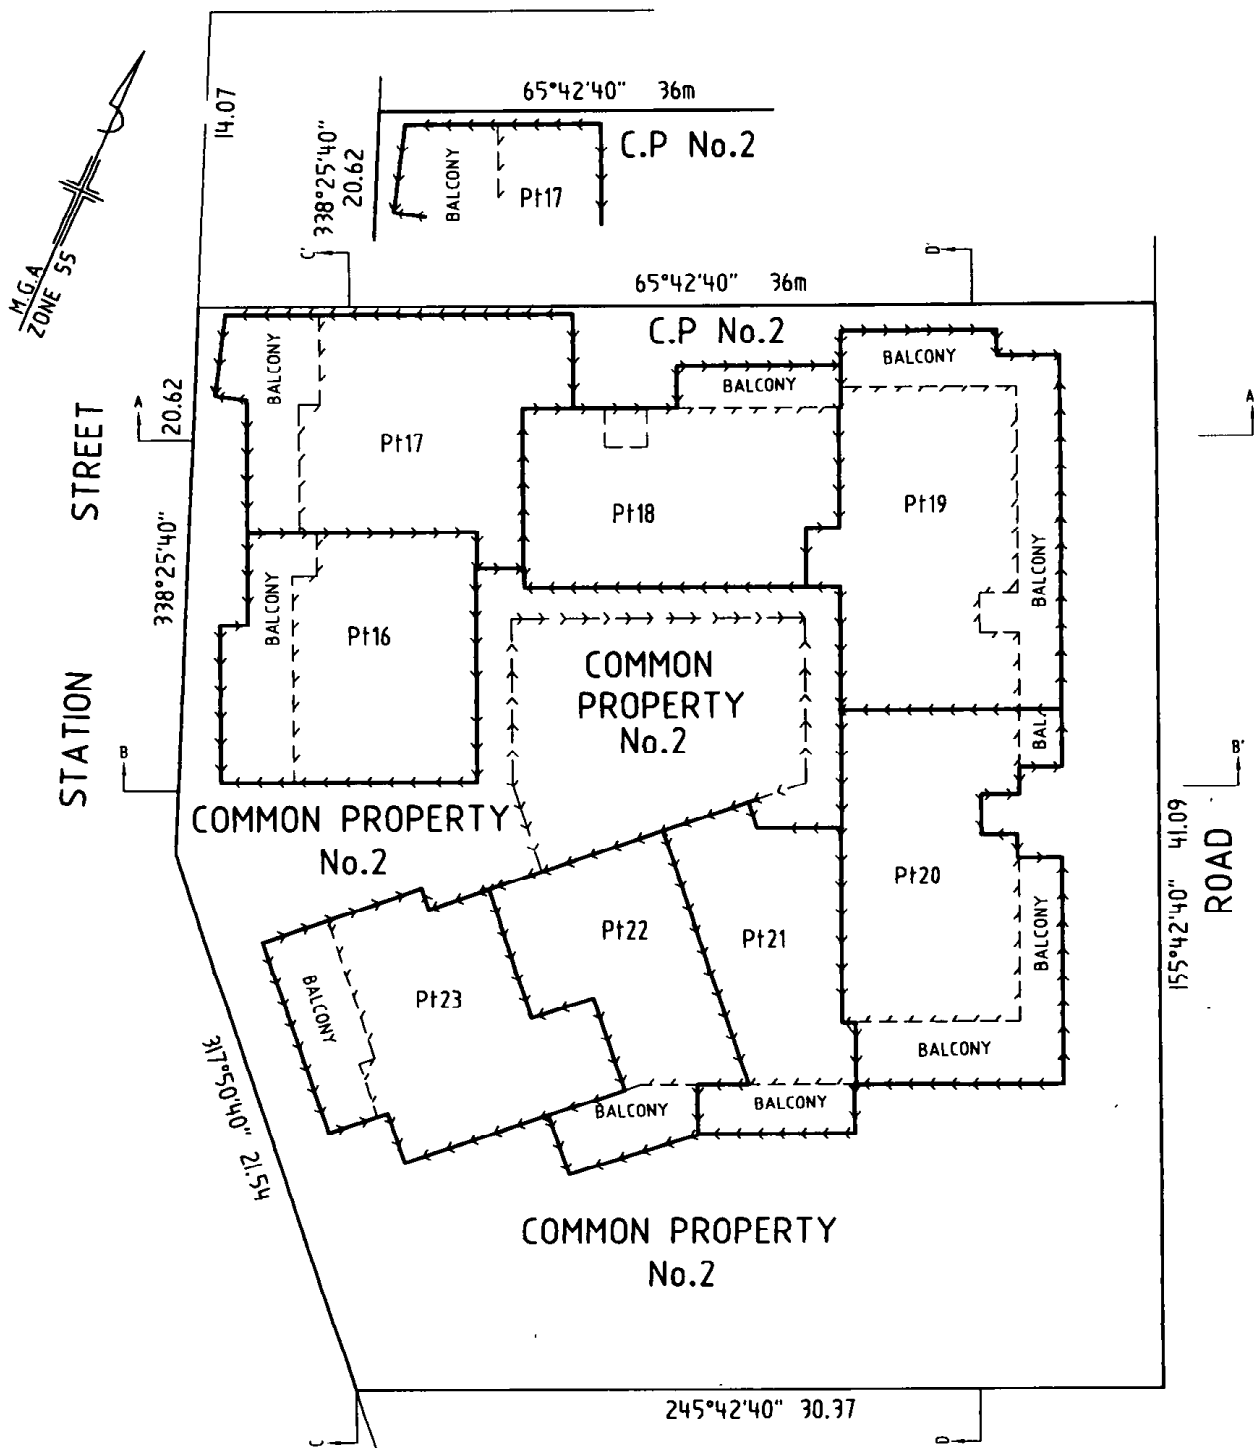 65°42'40" 36m
14.07
338°25'40"
20.62
C.P No.2
BALCONY
Pt17
M.G.A
ZONE 55
C'
D'
65°42'40" 36m
C.P No.2
BALCONY
BALCONY
BALCONY
A
20.62
A'
STREET
Pt17
Pt18
Pt19
338°25'40"
BALCONY
BALCONY
Pt16
COMMON
PROPERTY
No.2
STATION
BAL.
B
B'
COMMON PROPERTY
No.2
155°42'40" 41.09
ROAD
Pt20
Pt22
Pt21
BALCONY
Pt23
BALCONY
BALCONY
317°50'40" 21.54
BALCONY
BALCONY
COMMON PROPERTY
No.2
245°42'40" 30.37
C
D